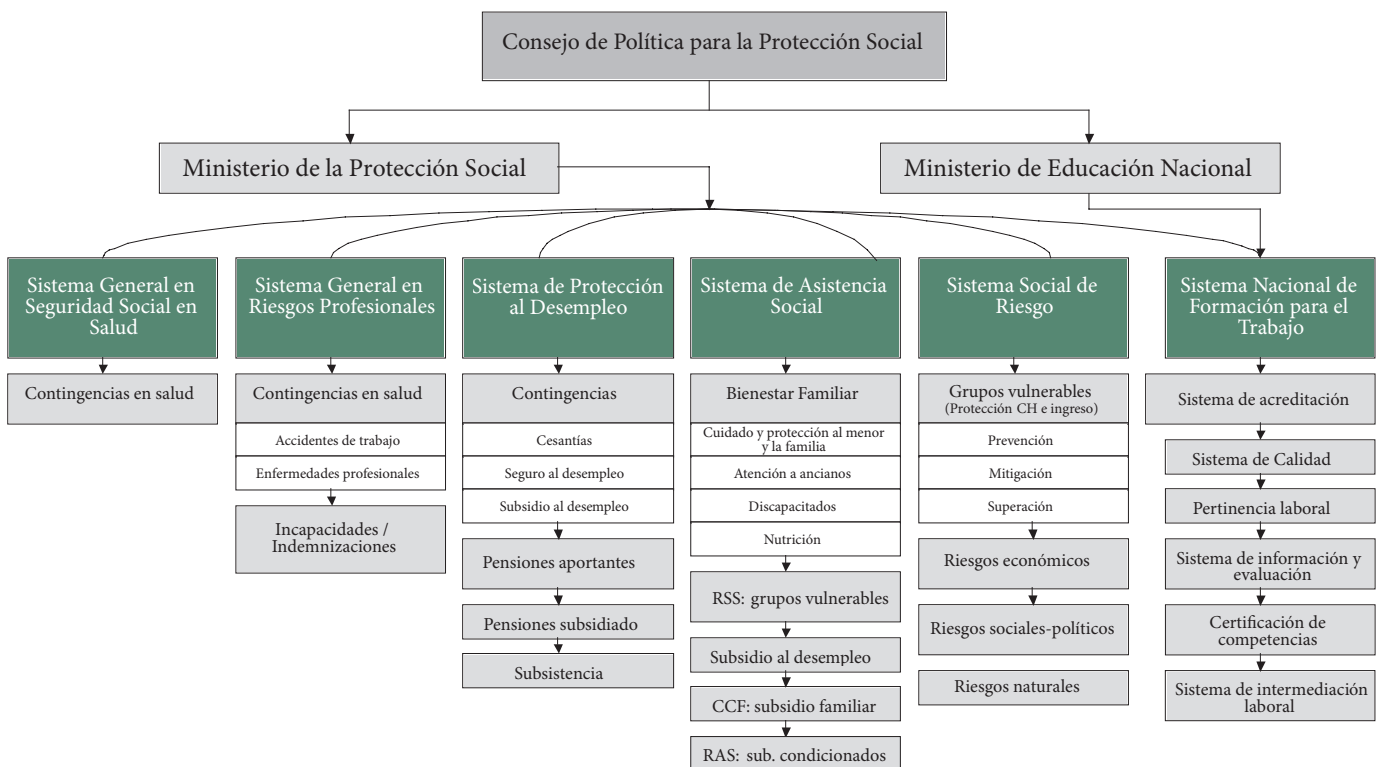 Consejo de Política para la Protección Social
Ministerio de la Protección Social
Ministerio de Educación Nacional
Sistema General en
Seguridad Social en
Salud
Contingencias en salud
Sistema General en
Riesgos Profesionales
Contingencias en salud
Accidentes de trabajo
Enfermedades profesionales
Incapacidades /
Indemnizaciones
Sistema de Protección
al Desempleo
Contingencias
Cesantías
Seguro al desempleo
Subsidio al desempleo
Pensiones aportantes
Pensiones subsidiado
Subsistencia
Sistema de Asistencia
Social
Bienestar Familiar
Cuidado y protección al menor
y la familia
Atención a ancianos
Discapacitados
Nutrición
RSS: grupos vulnerables
Subsidio al desempleo
CCF: subsidio familiar
RAS: sub. condicionados
Sistema Social de
Riesgo
Grupos vulnerables
(Protección CH e ingreso)
Prevención
Mitigación
Superación
Riesgos económicos
Riesgos sociales-políticos
Riesgos naturales
Sistema Nacional de
Formación para el
Trabajo
Sistema de acreditación
Sistema de Calidad
Pertinencia laboral
Sistema de información y
evaluación
Certificación de
competencias
Sistema de intermediación
laboral